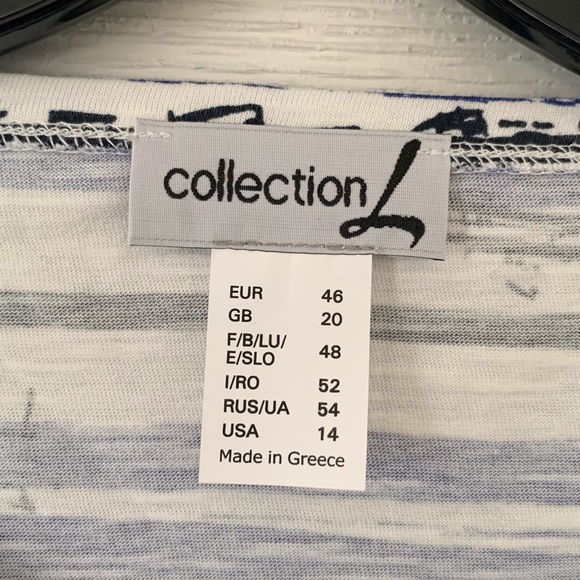 collection L
EUR 46
GB 20
F/B/LU/
E/SLO 48
I/RO 52
RUS/UA 54
USA 14
Made in Greece